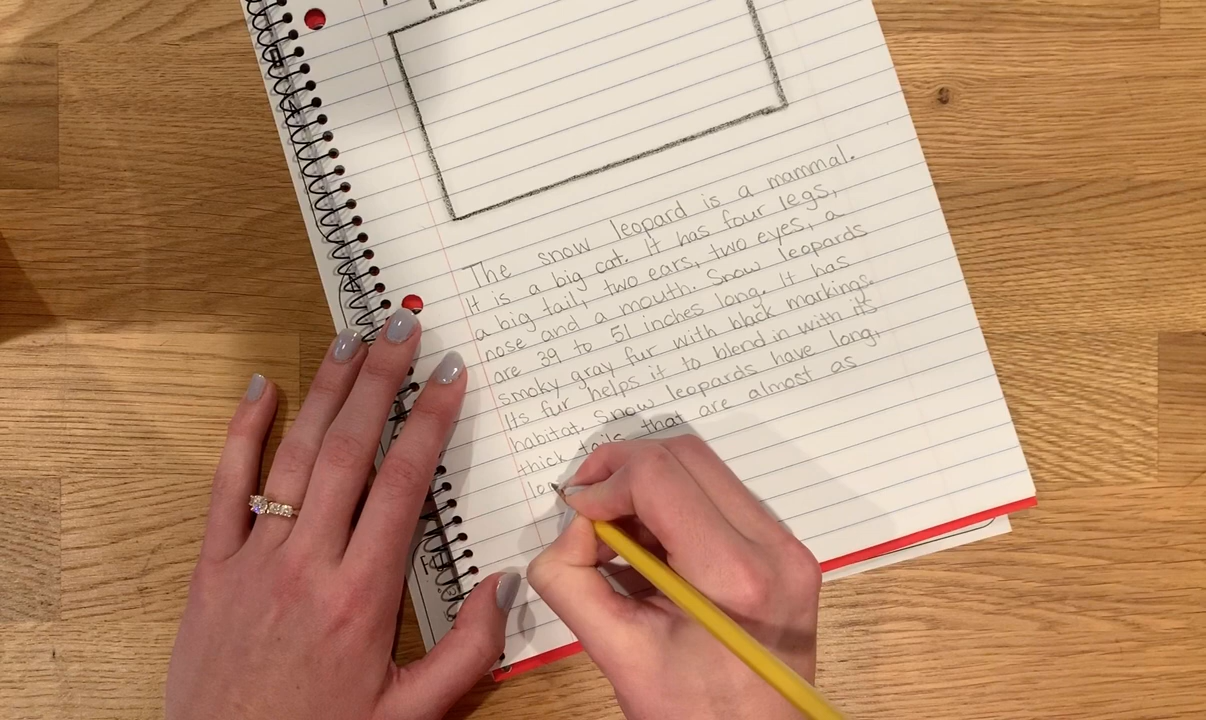 The snow leopard is a mammal.
It is a big cat. It has four legs,
a big tail, two ears, two eyes, a
nose and a mouth. Snow leopards
are 39 to 51 inches long. It has
smoky gray fur with black markings.
Its fur helps it to blend in with its
habitat. Snow leopards have long,
thick tails that are almost as
lo